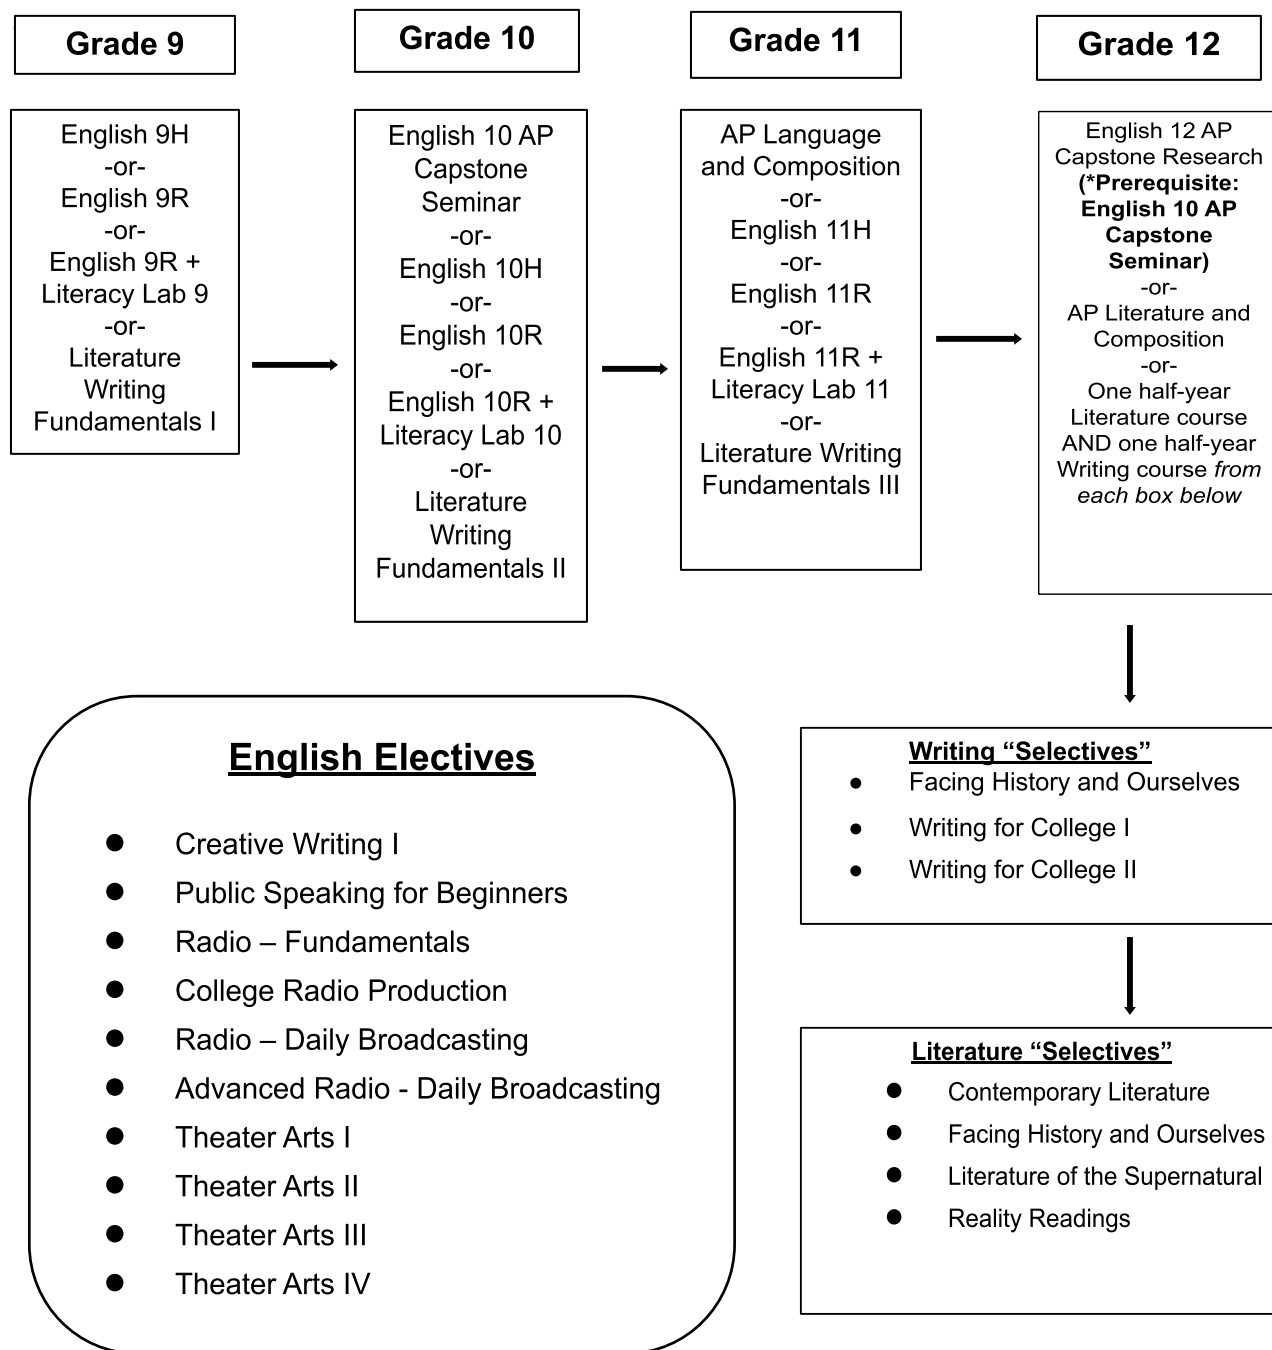 Grade 9
Grade 10
Grade 11
Grade 12
English 9H
-or-
English 9R
-or-
English 9R +
Literacy Lab 9
-or-
Literature
Writing
Fundamentals I
English 10 AP
Capstone
Seminar
-or-
English 10H
-or-
English 10R
-or-
English 10R +
Literacy Lab 10
-or-
Literature
Writing
Fundamentals II
AP Language
and Composition
-or-
English 11H
-or-
English 11R
-or-
English 11R +
Literacy Lab 11
-or-
Literature Writing
Fundamentals III
English 12 AP
Capstone Research
(*Prerequisite:
English 10 AP
Capstone
Seminar)
-or-
AP Literature and
Composition
-or-
One half-year
Literature course
AND one half-year
Writing course from
each box below
English Electives
● Creative Writing I
● Public Speaking for Beginners
● Radio – Fundamentals
● College Radio Production
● Radio – Daily Broadcasting
● Advanced Radio - Daily Broadcasting
● Theater Arts I
● Theater Arts II
● Theater Arts III
● Theater Arts IV
Writing “Selectives”
● Facing History and Ourselves
● Writing for College I
● Writing for College II
Literature “Selectives”
● Contemporary Literature
● Facing History and Ourselves
● Literature of the Supernatural
● Reality Readings